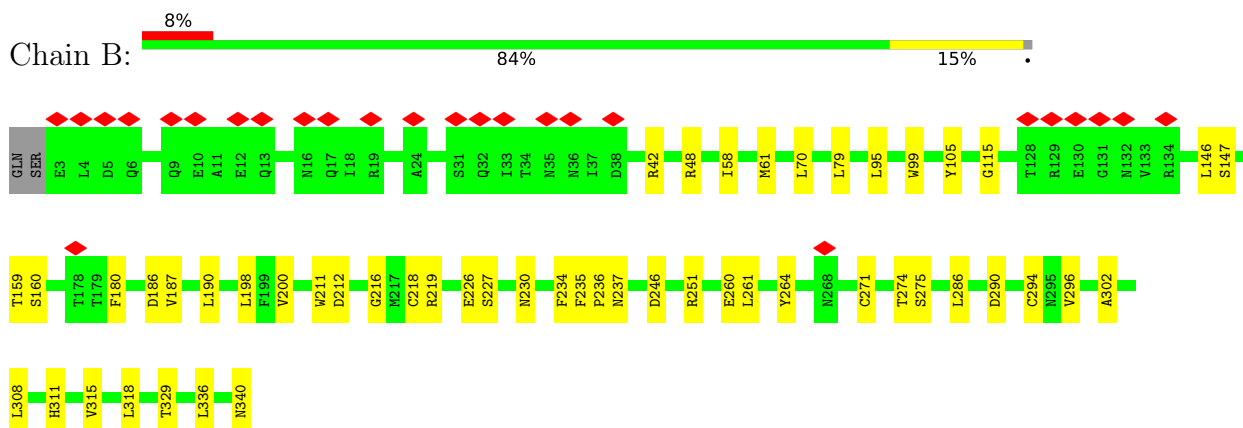 8%
Chain B:
84% 15% •
GLN SER E3 L4 D5 Q6 Q9 E10 A11 E12 Q13 N16 Q17 I18 R19 A24 S31 Q32 I33 T34 N35 N36 I37 D38 R42 R48 I58 M61 L70 L79 L95 W99 Y105 G115 T128 R129 E130 G131 N132 V133 R134 L146 S147
T159 S160 T178 T179 F180 D186 V187 L190 L198 F199 V200 W211 D212 G216 M217 C218 R219 E226 S227 N230 F234 F235 P236 N237 D246 R251 E260 L261 Y264 N268 C271 T274 S275 L286 D290 C294 N295 V296 A302
L308 H311 V315 L318 T329 L336 N340